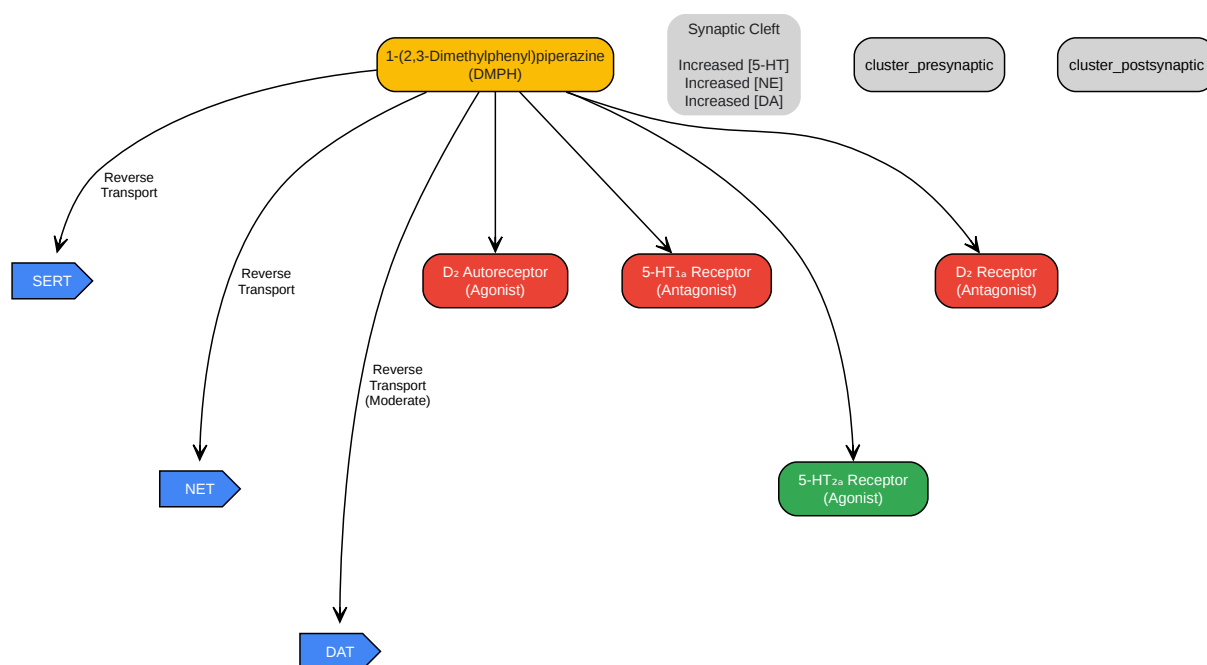 1-(2,3-Dimethylphenyl)piperazine
(DMPH)
Synaptic Cleft
Increased [5-HT]
Increased [NE]
Increased [DA]
cluster_presynaptic
cluster_postsynaptic
Reverse
Transport
SERT
Reverse
Transport
D₂ Autoreceptor
(Agonist)
5-HT₁ₐ Receptor
(Antagonist)
D₂ Receptor
(Antagonist)
Reverse
Transport
(Moderate)
NET
5-HT₂ₐ Receptor
(Agonist)
DAT